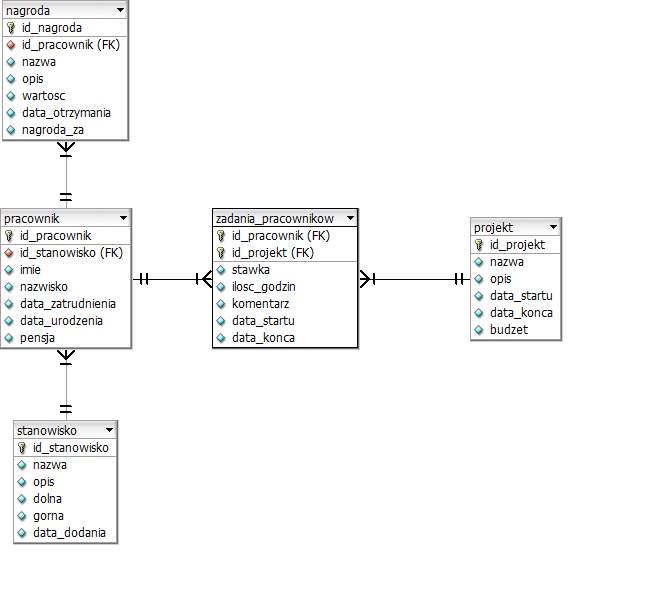 nagroda
id_nagroda
id_pracownik (FK)
nazwa
opis
wartosc
data_otrzymania
nagroda_za
pracownik
id_pracownik
id_stanowisko (FK)
imie
nazwisko
data_zatrudnienia
data_urodzenia
pensja
zadania_pracownikow
id_pracownik (FK)
id_projekt (FK)
stawka
ilosc_godzin
komentarz
data_startu
data_konca
projekt
id_projekt
nazwa
opis
data_startu
data_konca
budzet
stanowisko
id_stanowisko
nazwa
opis
dolna
gorna
data_dodania